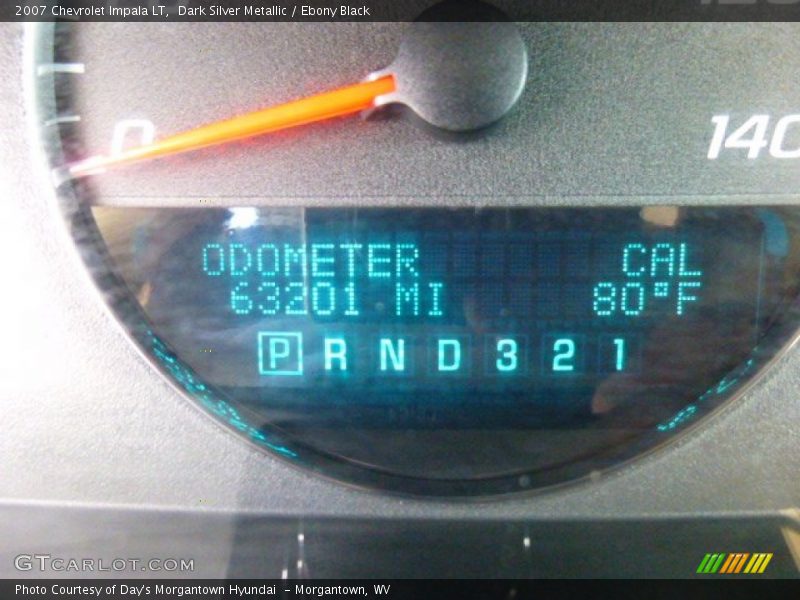 2007 Chevrolet Impala LT,  Dark Silver Metallic / Ebony Black
0
140
ODOMETER CAL
63201 MI 80°F
P R N D 3 2 1
GTCARLOT.COM
Photo Courtesy of Day's Morgantown Hyundai  - Morgantown, WV